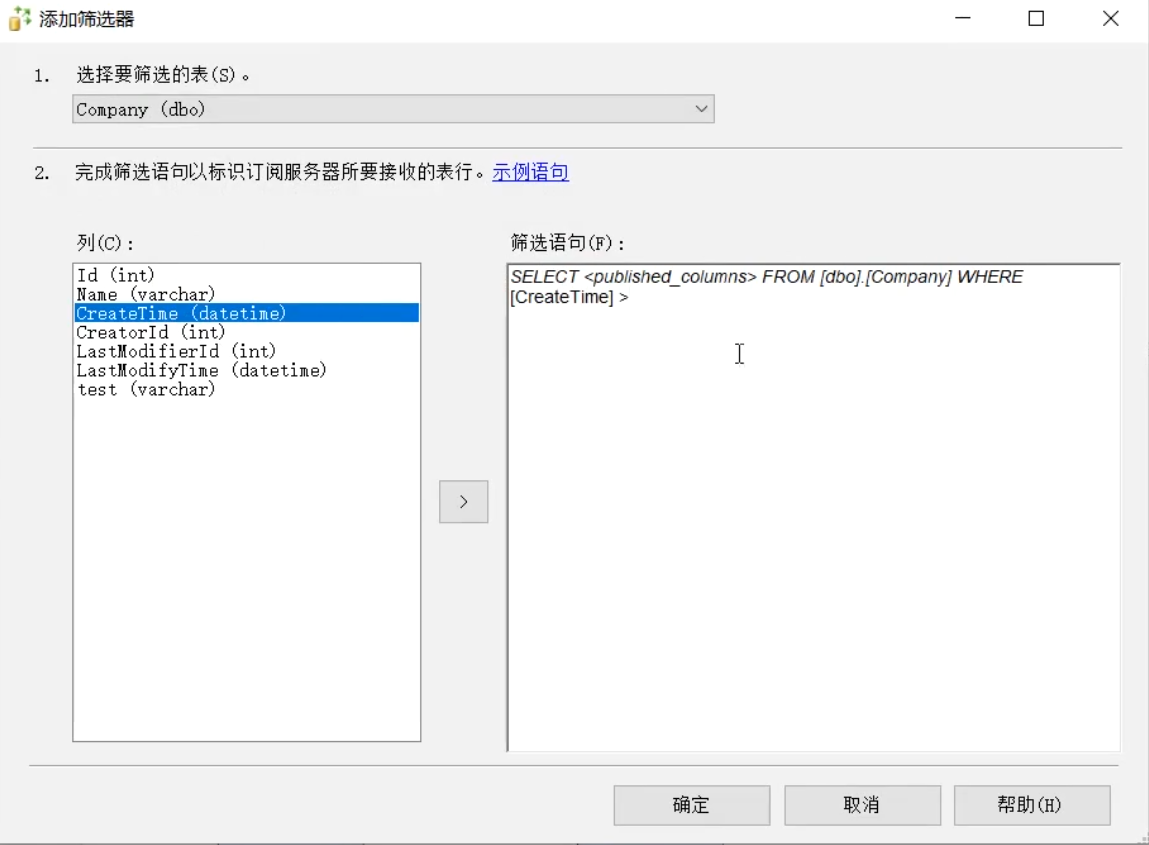 添加筛选器
1. 选择要筛选的表(S)。
Company (dbo)
2. 完成筛选语句以标识订阅服务器所要接收的表行。示例语句
列(C):
Id (int)
Name (varchar)
CreateTime (datetime)
CreatorId (int)
LastModifierId (int)
LastModifyTime (datetime)
test (varchar)
>
筛选语句(F):
SELECT <published_columns> FROM [dbo].[Company] WHERE
[CreateTime] >
确定
取消
帮助(H)